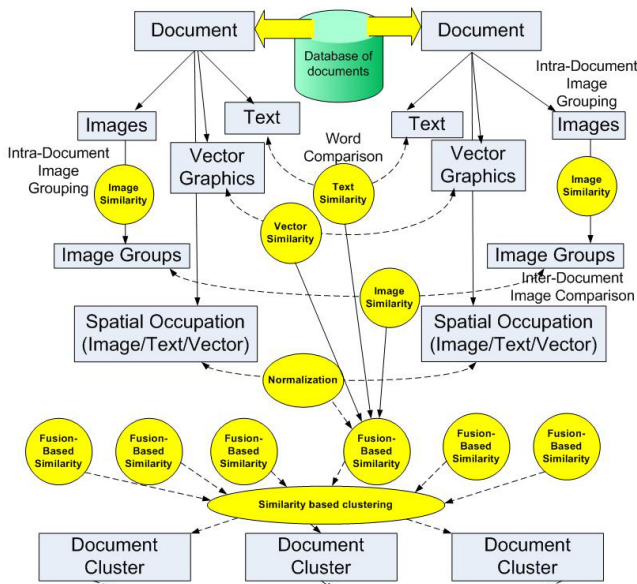 Document
Database of
documents
Document
Intra-Document
Image
Grouping
Images
Text
Text
Images
Intra-Document
Image
Grouping
Word
Comparison
Vector
Graphics
Vector
Graphics
Image
Similarity
Text
Similarity
Image
Similarity
Vector
Similarity
Image Groups
Image Groups
Inter-Document
Image Comparison
Image
Similarity
Spatial Occupation
(Image/Text/Vector)
Spatial Occupation
(Image/Text/Vector)
Normalization
Fusion-
Based
Similarity
Fusion-
Based
Similarity
Fusion-
Based
Similarity
Fusion-
Based
Similarity
Fusion-
Based
Similarity
Fusion-
Based
Similarity
Similarity based clustering
Document
Cluster
Document
Cluster
Document
Cluster